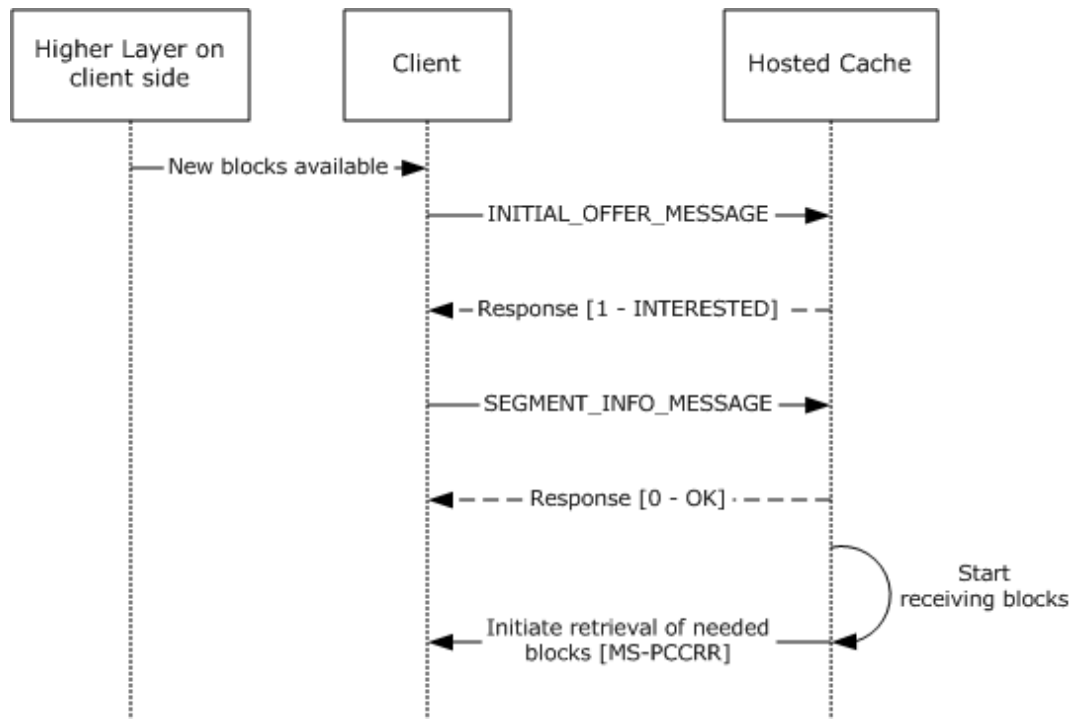 Higher Layer on
client side
Client
Hosted Cache
New blocks available
INITIAL_OFFER_MESSAGE
Response [1 - INTERESTED]
SEGMENT_INFO_MESSAGE
Response [0 - OK]
Start
receiving blocks
Initiate retrieval of needed
blocks [MS-PCCRR]